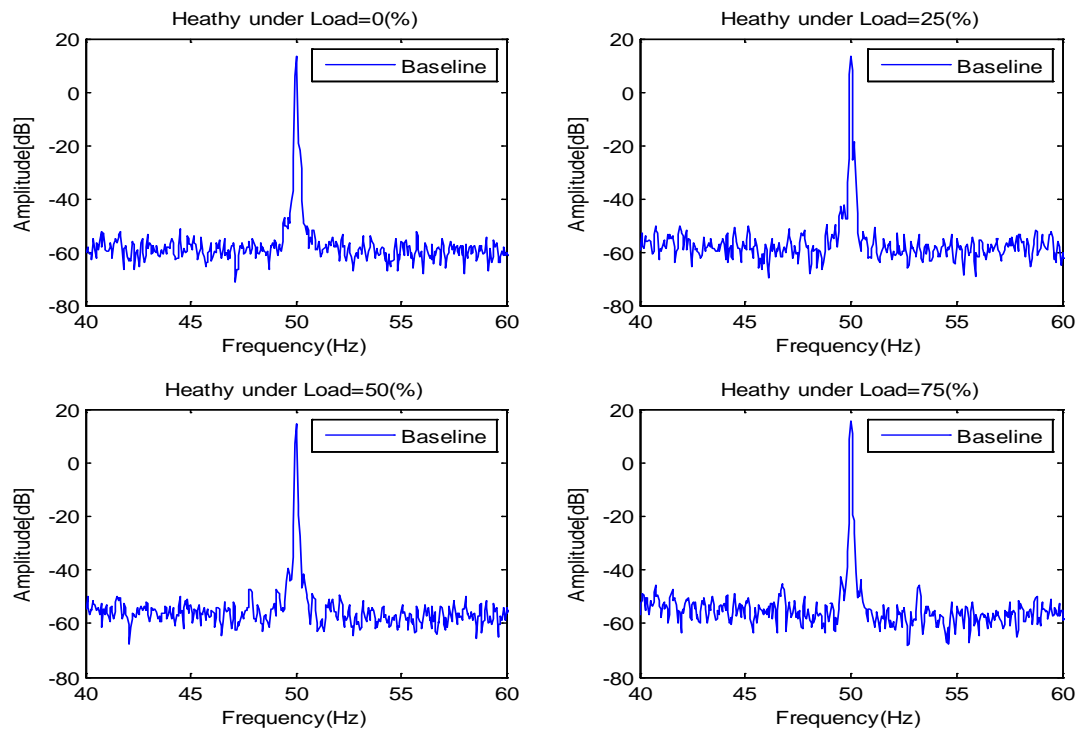 Heathy under Load=0(%)
20
0
-20
-40
-60
-80
40
45
50
55
60
Amplitude[dB]
Frequency(Hz)
Baseline
Heathy under Load=25(%)
20
0
-20
-40
-60
-80
40
45
50
55
60
Amplitude[dB]
Frequency(Hz)
Baseline
Heathy under Load=50(%)
20
0
-20
-40
-60
-80
40
45
50
55
60
Amplitude[dB]
Frequency(Hz)
Baseline
Heathy under Load=75(%)
20
0
-20
-40
-60
-80
40
45
50
55
60
Amplitude[dB]
Frequency(Hz)
Baseline